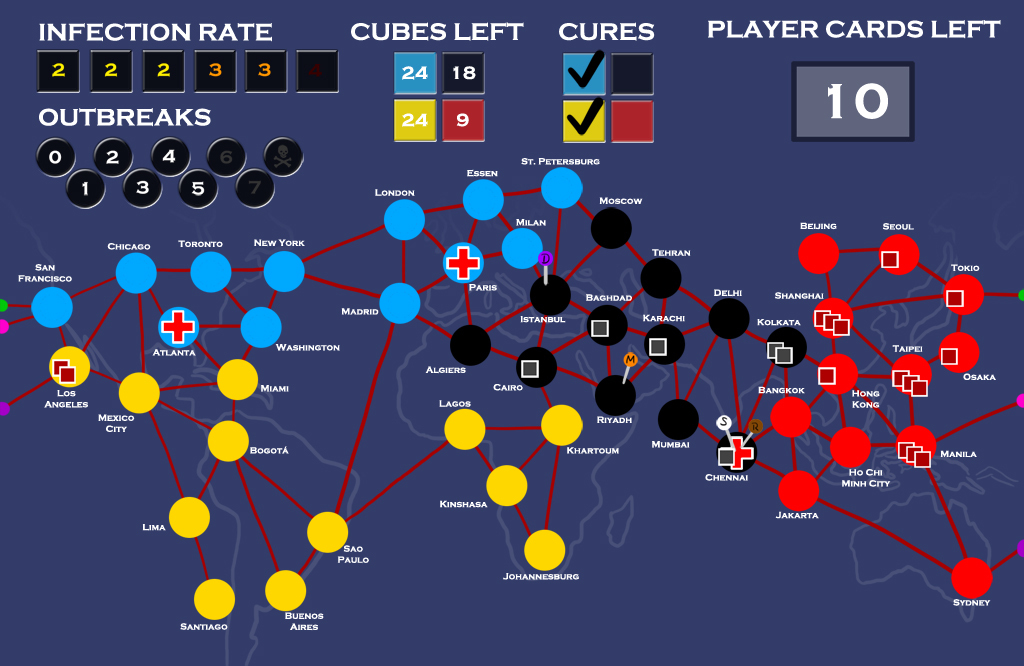 INFECTION RATE
2 2 2 3 3 4
OUTBREAKS
0 2 4 6
1 3 5 7
CUBES LEFT
24 18
24 9
CURES
PLAYER CARDS LEFT
10
ST. PETERSBURG
ESSEN
MOSCOW
LONDON
MILAN
BEIJING
SEOUL
CHICAGO
TORONTO
NEW YORK
TEHRAN
SAN
FRANCISCO
D
TOKIO
PARIS
DELHI
BAGHDAD
SHANGHAI
MADRID
ISTANBUL
KARACHI
KOLKATA
WASHINGTON
ATLANTA
TAIPEI
M
ALGIERS
OSAKA
CAIRO
MIAMI
BANGKOK
LOS
ANGELES
HONG
KONG
LAGOS
MEXICO
CITY
RIYADH
S
R
MUMBAI
BOGOTÁ
KHARTOUM
MANILA
CHENNAI
HO CHI
MINH CITY
KINSHASA
JAKARTA
LIMA
SAO
PAULO
JOHANNESBURG
SYDNEY
BUENOS
AIRES
SANTIAGO